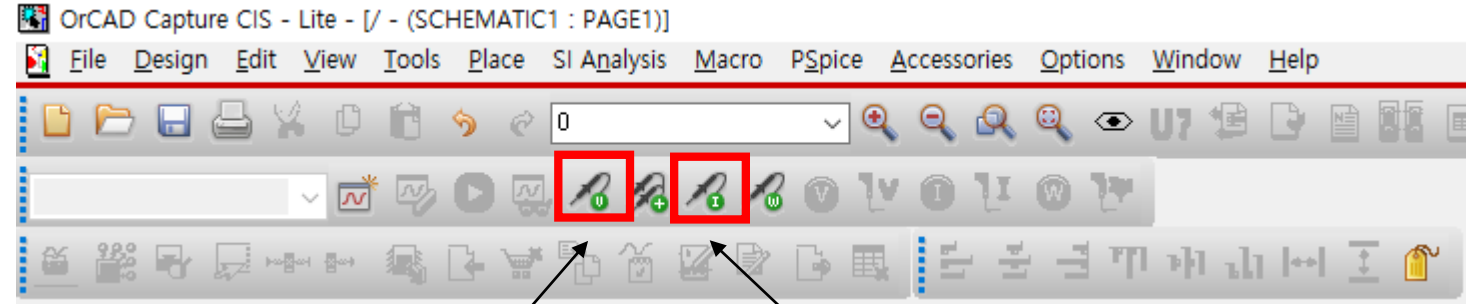 OrCAD Capture CIS - Lite - [/ - (SCHEMATIC1 : PAGE1)]
File Design Edit View Tools Place SI Analysis Macro PSpice Accessories Options Window Help
0 U?
V I W V V I I W